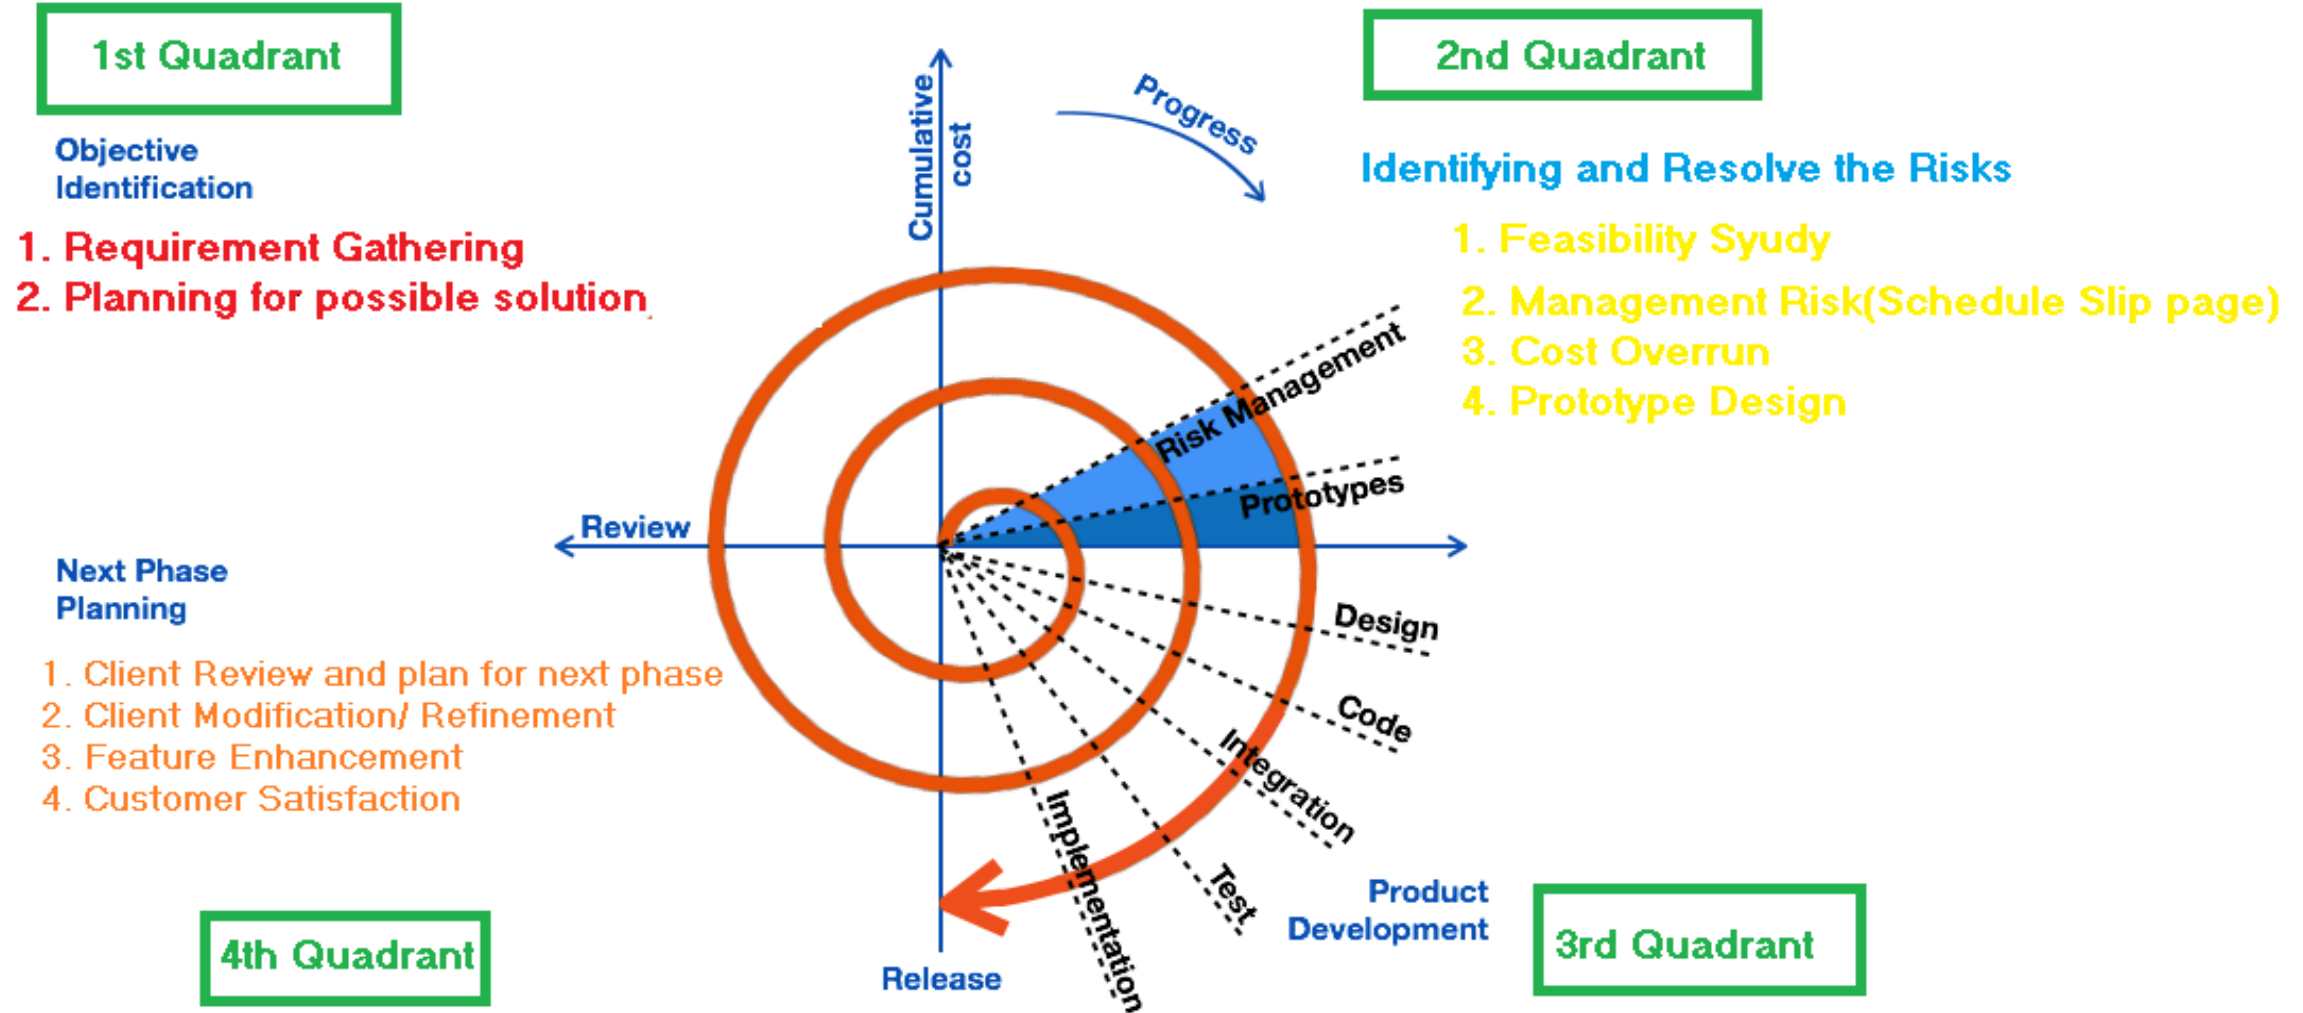 1st Quadrant
2nd Quadrant
Objective
Identification
1. Requirement Gathering
2. Planning for possible solution
Cumulative
cost
Progress
Identifying and Resolve the Risks
1. Feasibility Syudy
2. Management Risk(Schedule Slip page)
3. Cost Overrun
4. Prototype Design
Risk Management
Prototypes
Review
Next Phase
Planning
1. Client Review and plan for next phase
2. Client Modification/ Refinement
3. Feature Enhancement
4. Customer Satisfaction
Design
Code
Integration
Test
Implementation
Product
Development
3rd Quadrant
4th Quadrant
Release